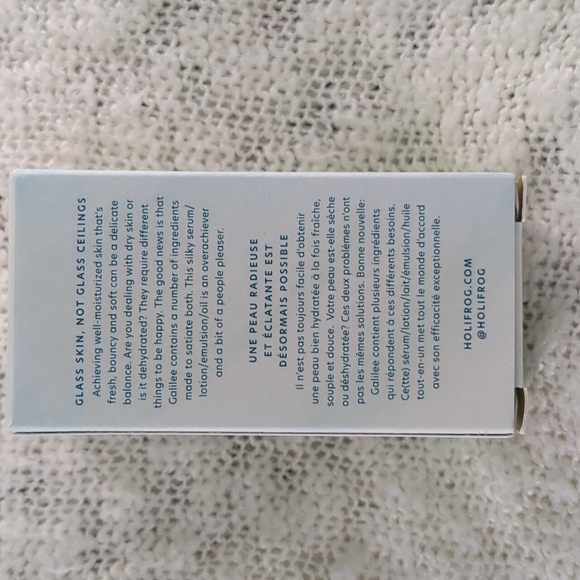 GLASS SKIN, NOT GLASS CEILINGS
Achieving well-moisturized skin that's
fresh, bouncy and soft can be a delicate
balance. Are you dealing with dry skin or
is it dehydrated? They require different
things to be happy. The good news is that
Galilee contains a number of ingredients
made to satiate both. This silky serum/
lotion/emulsion/oil is an overachiever
and a bit of a people pleaser.
UNE PEAU RADIEUSE
ET ÉCLATANTE EST
DÉSORMAIS POSSIBLE
Il n'est pas toujours facile d'obtenir
une peau bien hydratée à la fois fraîche,
souple et douce. Votre peau est-elle sèche
ou déshydratée? Ces deux problèmes n'ont
pas les mêmes solutions. Bonne nouvelle:
Galilee contient plusieurs ingrédients
qui répondent à ces différents besoins.
Ce(tte) sérum/lotion/lait/émulsion/huile
tout-en-un met tout le monde d'accord
avec son efficacité exceptionnelle.
HOLIFROG.COM
@HOLIFROG